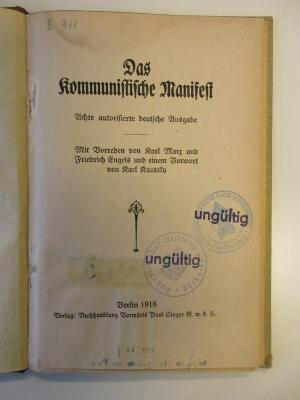 B 911
Das
Kommunistische Manifest
Achte autorisierte deutsche Ausgabe
Mit Vorreden von Karl Marx und
Friedrich Engels und einem Vorwort
von Karl Kautsky
ungültig
ungültig
Berlin 1918
Verlag: Buchhandlung Vorwärts Paul Singer G. m. b. H.